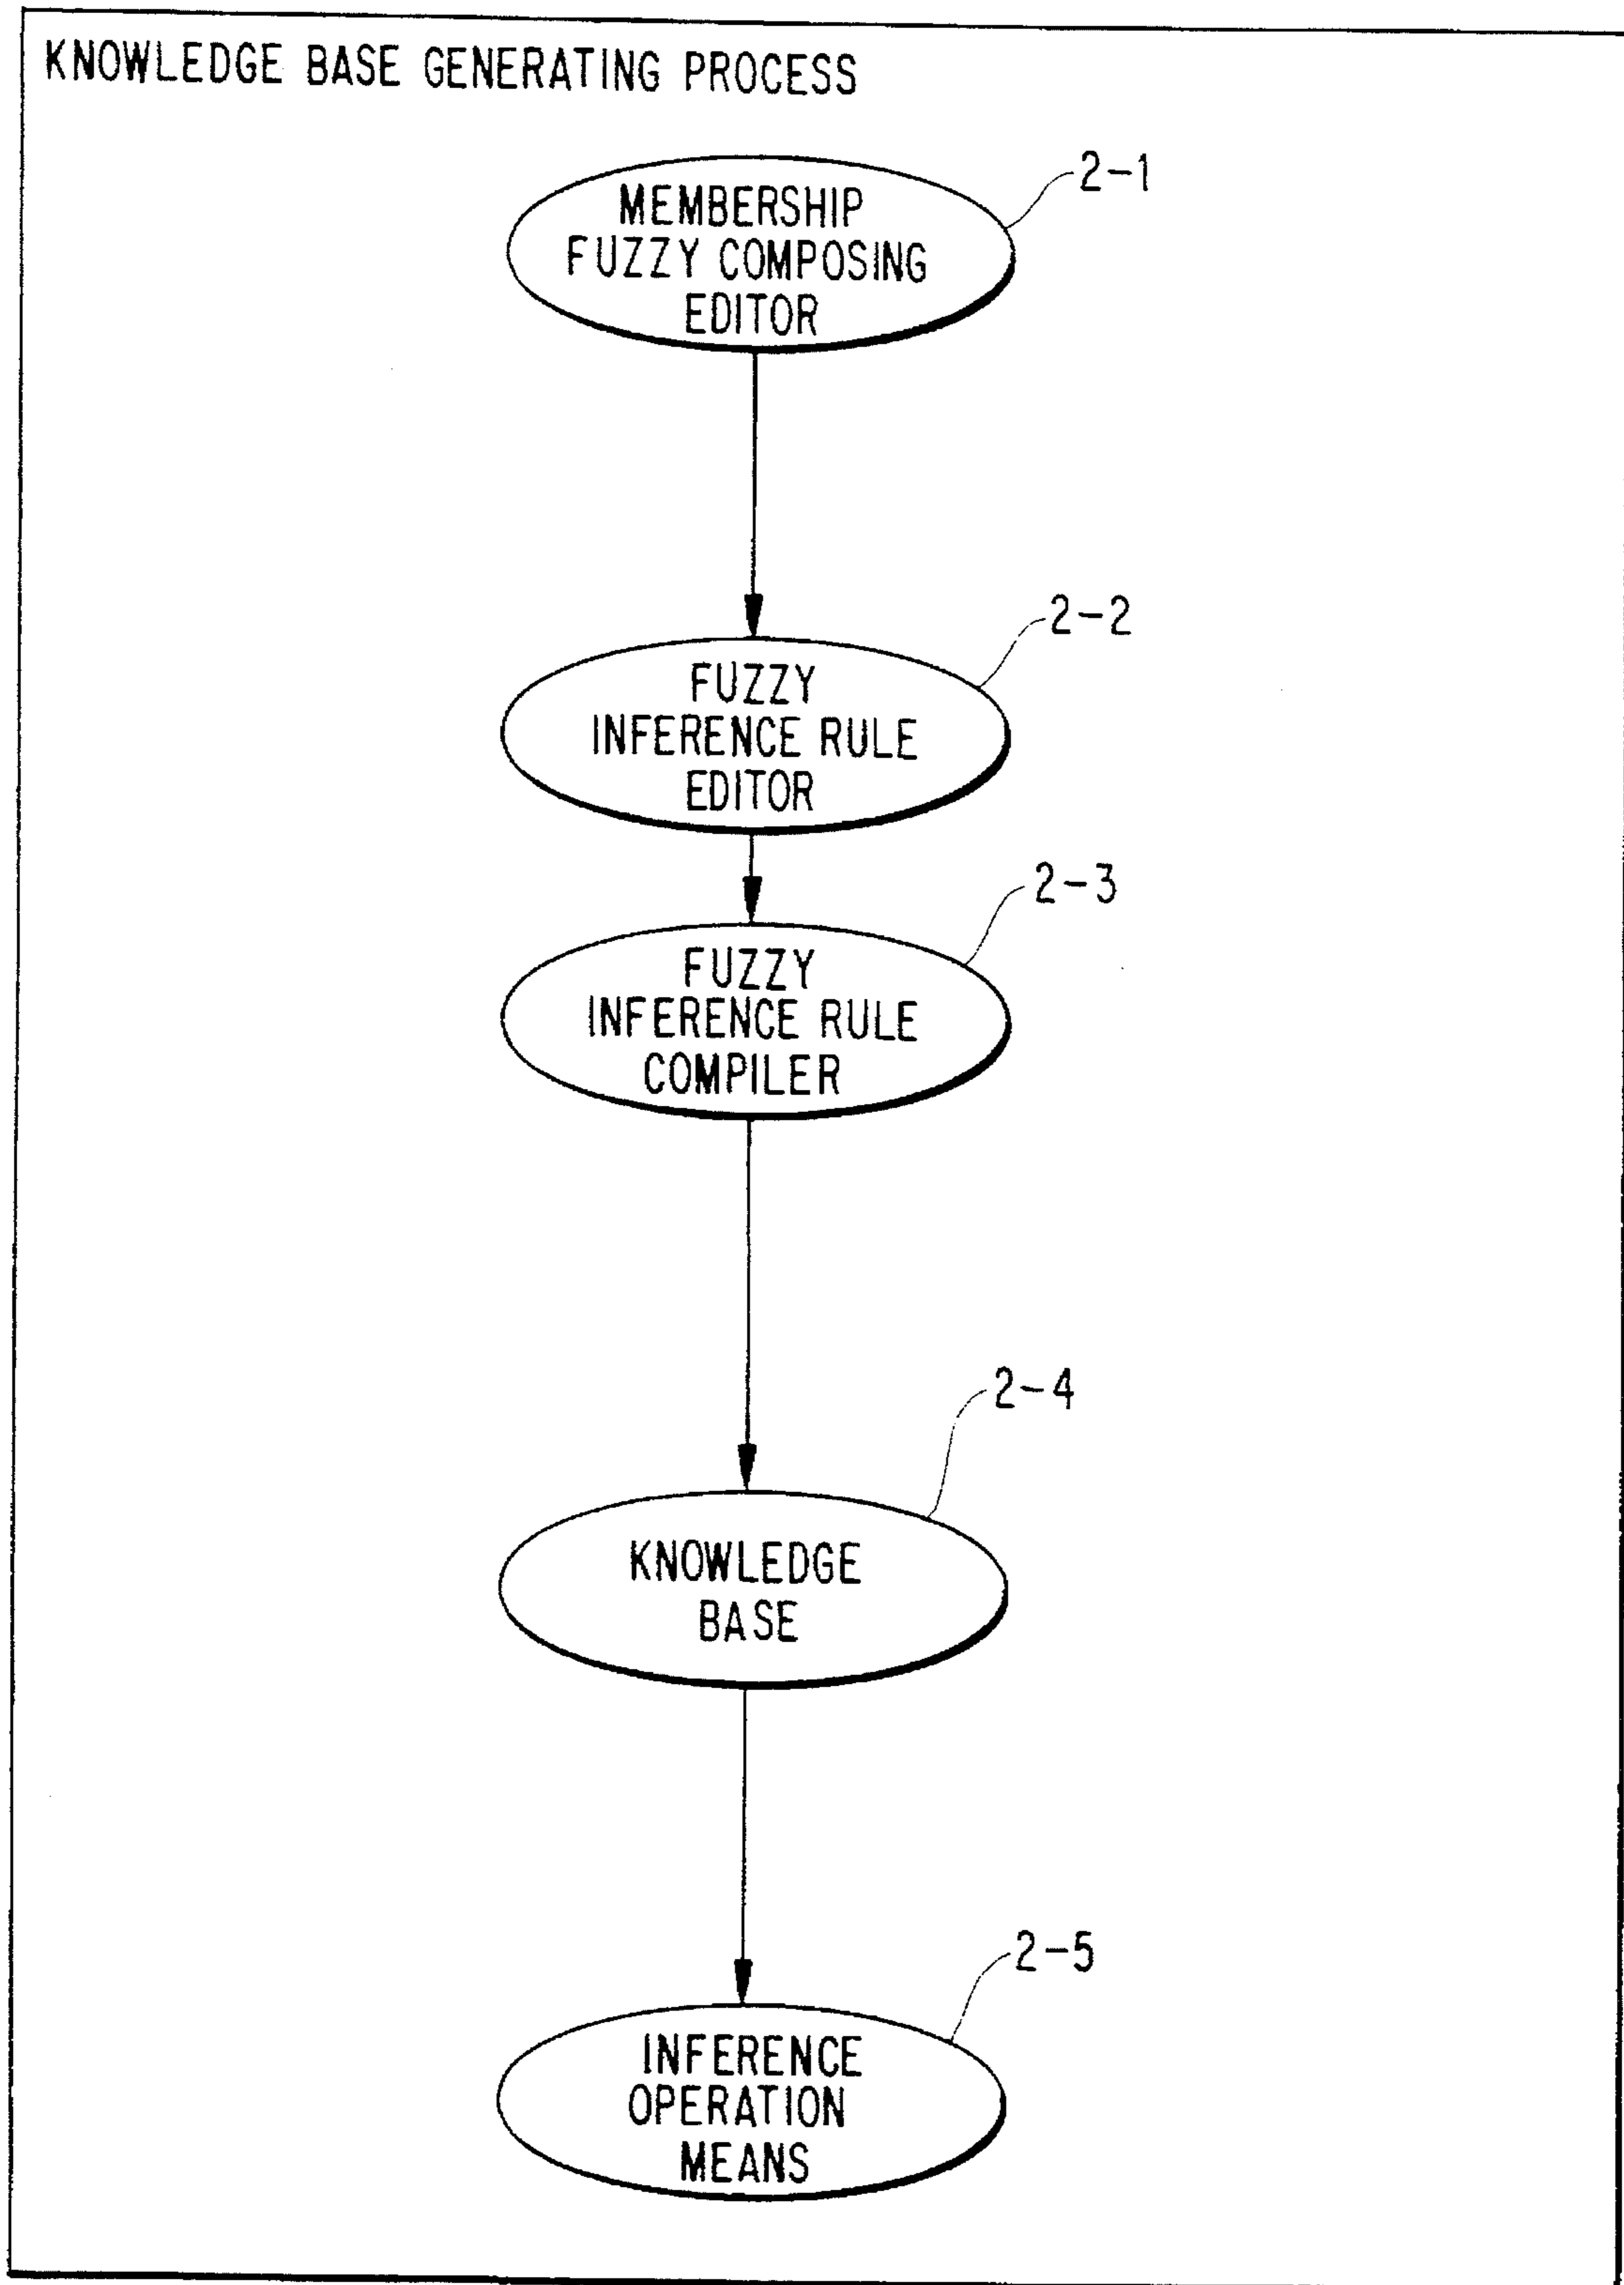 KNOWLEDGE BASE GENERATING PROCESS
2-1
MEMBERSHIP
FUZZY COMPOSING
EDITOR
2-2
FUZZY
INFERENCE RULE
EDITOR
2-3
FUZZY
INFERENCE RULE
COMPILER
2-4
KNOWLEDGE
BASE
2-5
INFERENCE
OPERATION
MEANS